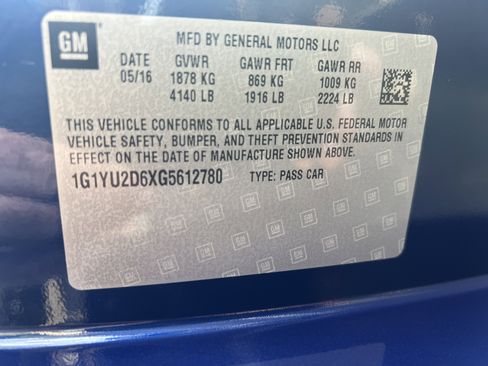 GM
MFD BY GENERAL MOTORS LLC
DATE GVWR GAWR FRT GAWR RR
05/16 1878 KG 869 KG 1009 KG
4140 LB 1916 LB 2224 LB
THIS VEHICLE CONFORMS TO ALL APPLICABLE U.S. FEDERAL MOTOR
VEHICLE SAFETY, BUMPER, AND THEFT PREVENTION STANDARDS IN
EFFECT ON THE DATE OF MANUFACTURE SHOWN ABOVE.
1G1YU2D6XG5612780 TYPE: PASS CAR